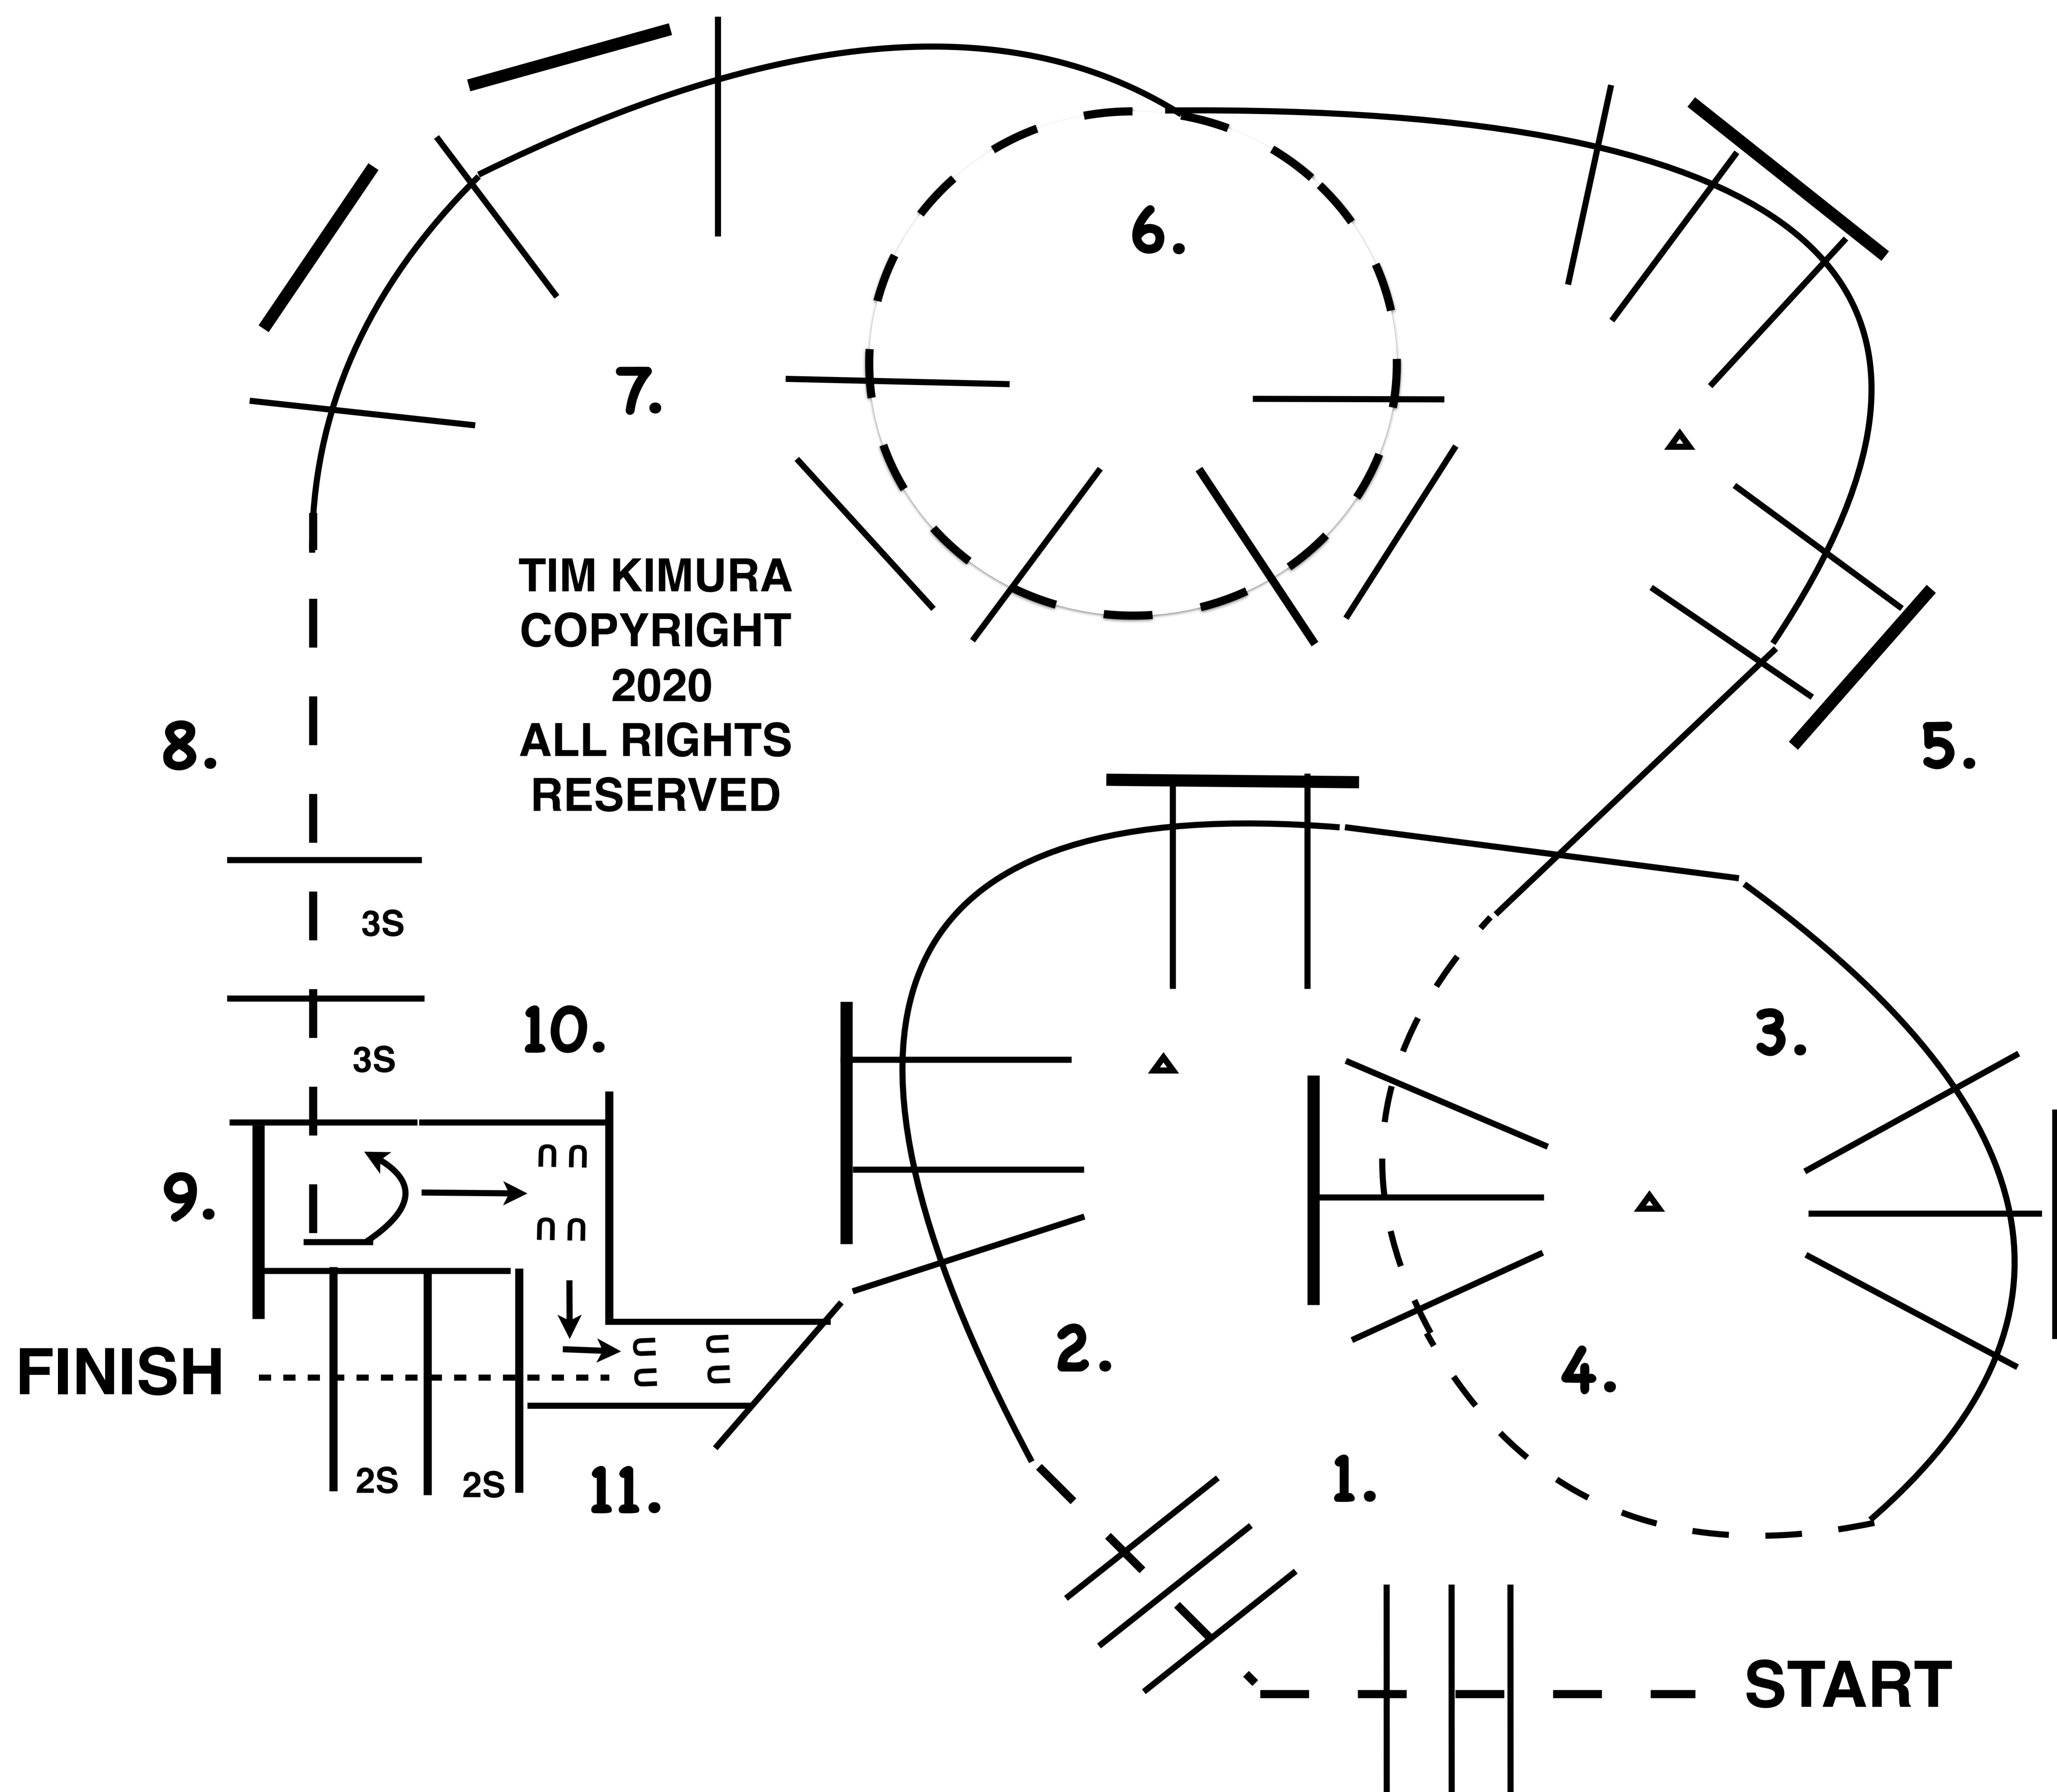 6.
7.
TIM KIMURA
COPYRIGHT
2020
ALL RIGHTS
RESERVED
8.
5.
3S
3.
10.
3S
9.
2.
4.
FINISH
1.
2S
2S
11.
START